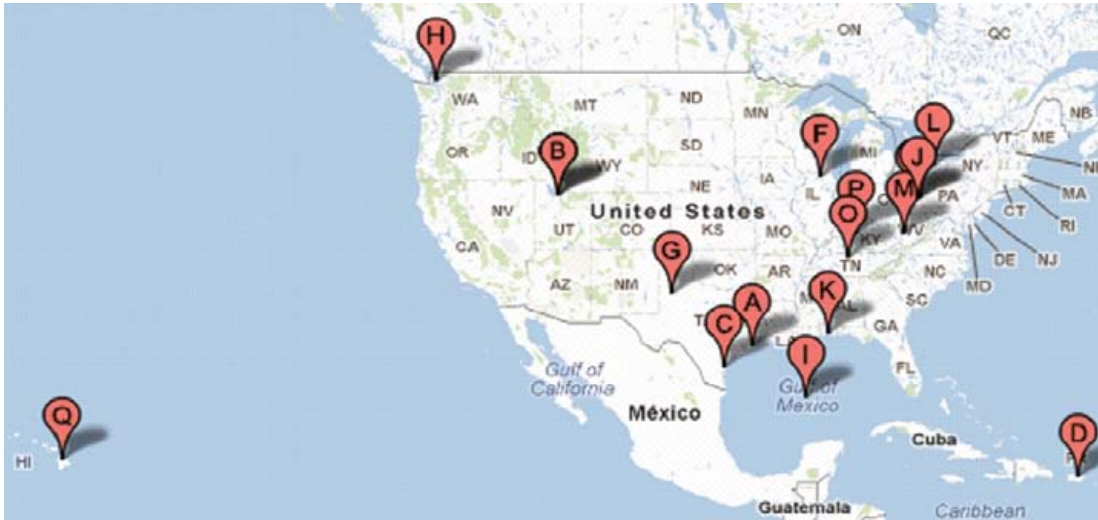 ON
QC
H
WA
MT
ND
MN
NB
ME
VT
L
F
MI
J
NY
OR
ID
B
WY
SD
IA
IL
P
M
PA
MA
CT
RI
NE
United States
O
NV
UT
CO
KS
MO
KY
VA
DE
NJ
MD
CA
G
OK
AR
TN
NC
AZ
NM
SC
K
AL
GA
A
C
LA
I
FL
Gulf of
California
Gulf of
Mexico
México
Cuba
Q
HI
D
Guatemala
Caribbean